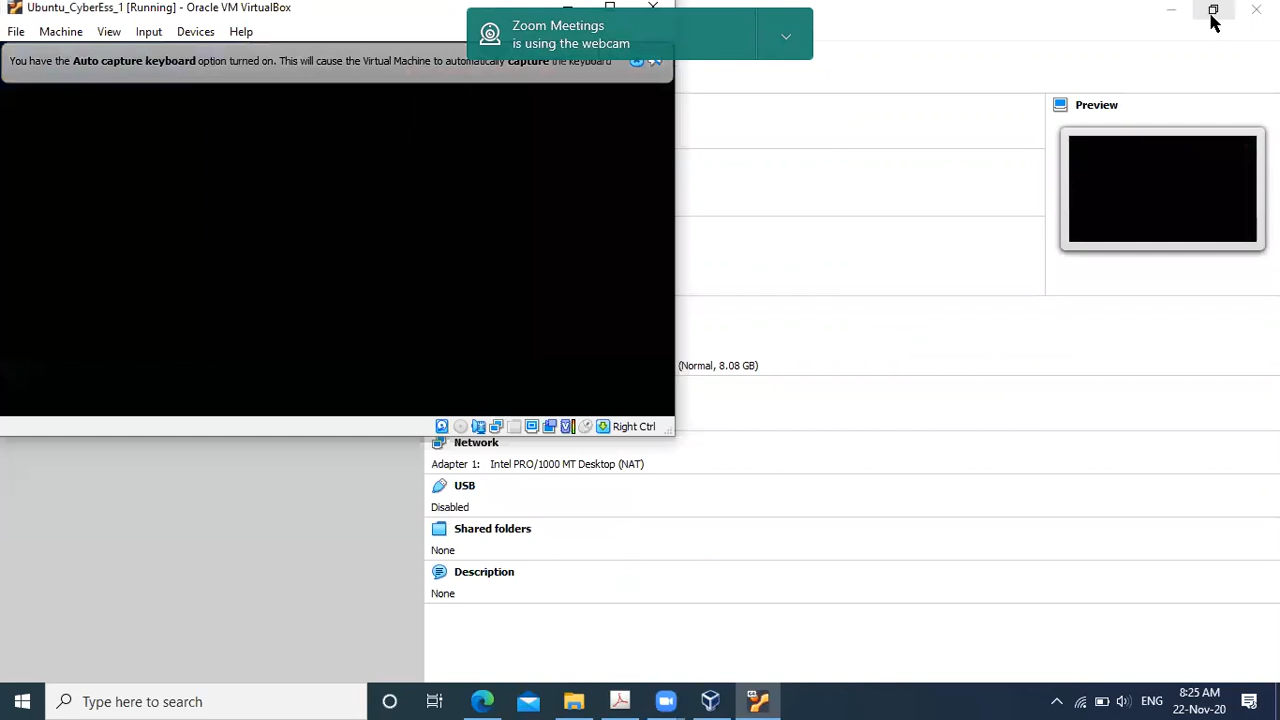 Ubuntu_CyberEss_1 [Running] - Oracle VM VirtualBox
File Machine View Input Devices Help
Zoom Meetings
is using the webcam
You have the Auto capture keyboard option turned on. This will cause the Virtual Machine to automatically capture the keyboard
Preview
(Normal, 8.08 GB)
Right Ctrl
Network
Adapter 1: Intel PRO/1000 MT Desktop (NAT)
USB
Disabled
Shared folders
None
Description
None
Type here to search
ENG
8:25 AM
22-Nov-20